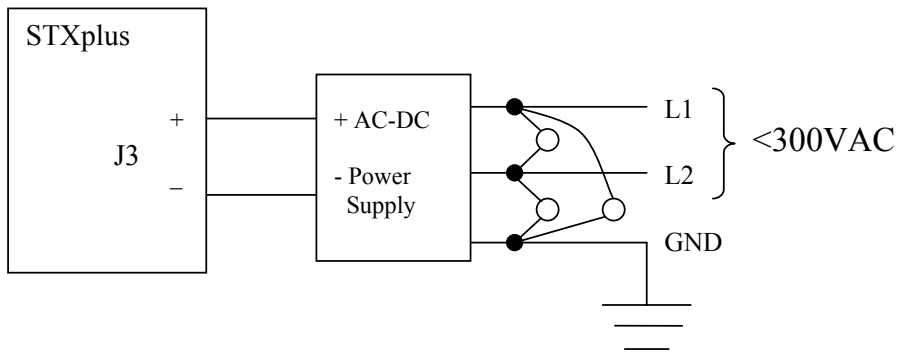 STXplus
J3
+
–
+ AC-DC
- Power
Supply
L1
L2
GND
<300VAC